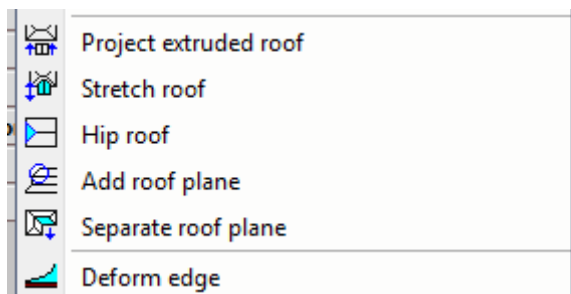 Project extruded roof
Stretch roof
Hip roof
Add roof plane
Separate roof plane
Deform edge